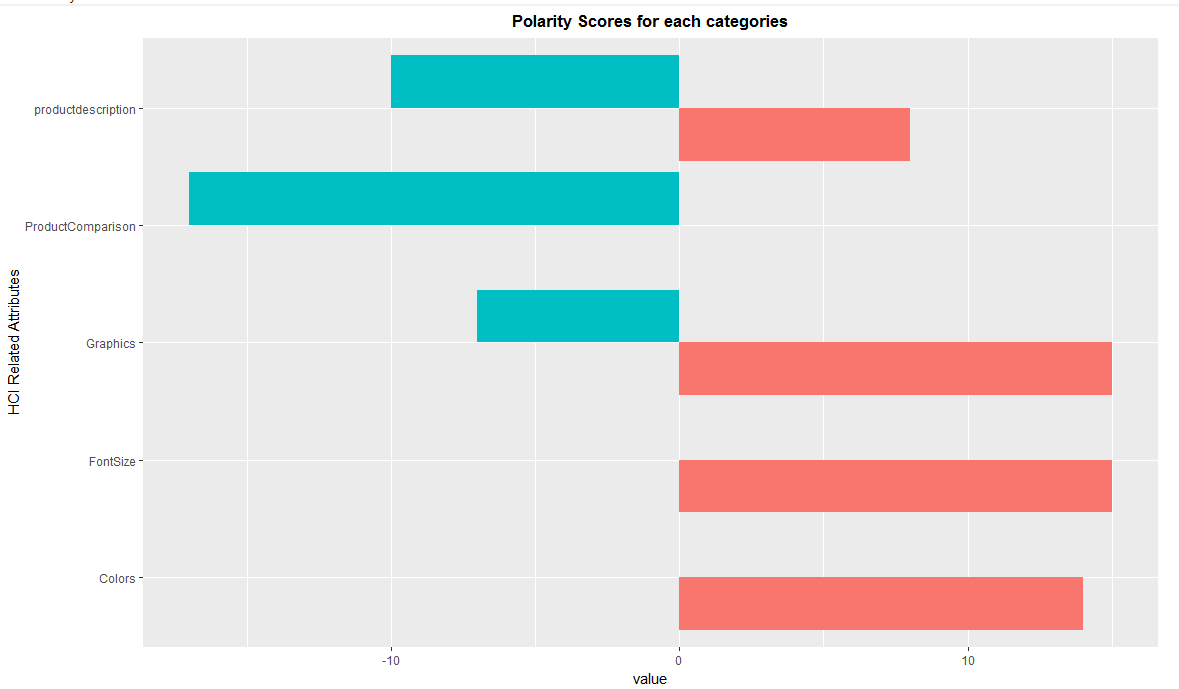 Polarity Scores for each categories
productdescription
ProductComparison
Graphics
FontSize
Colors
HCI Related Attributes
-10
0
10
value